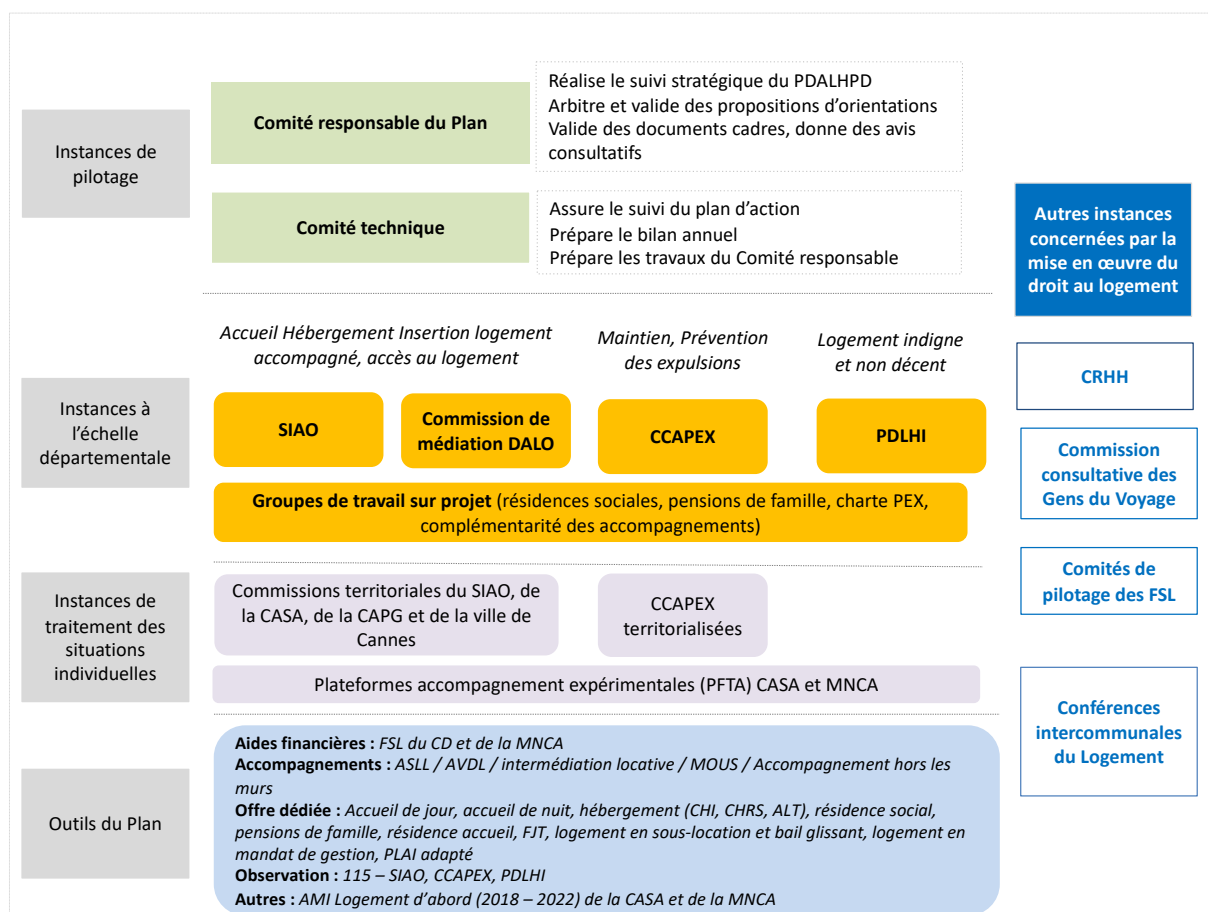 Instances de
pilotage
Comité responsable du Plan
Réalise le suivi stratégique du PDALHPD
Arbitre et valide des propositions d’orientations
Valide des documents cadres, donne des avis
consultatifs
Comité technique
Assure le suivi du plan d’action
Prépare le bilan annuel
Prépare les travaux du Comité responsable
Instances à
l’échelle
départementale
Accueil Hébergement Insertion logement
accompagné, accès au logement
Maintien, Prévention
des expulsions
Logement indigne
et non décent
SIAO
Commission de
médiation DALO
CCAPEX
PDLHI
Groupes de travail sur projet (résidences sociales, pensions de famille, charte PEX,
complémentarité des accompagnements)
Instances de
traitement des
situations
individuelles
Commissions territoriales du SIAO, de
la CASA, de la CAPG et de la ville de
Cannes
CCAPEX
territorialisées
Plateformes accompagnement expérimentales (PFTA) CASA et MNCA
Outils du Plan
Aides financières : FSL du CD et de la MNCA
Accompagnements : ASLL / AVDL / intermédiation locative / MOUS / Accompagnement hors les
murs
Offre dédiée : Accueil de jour, accueil de nuit, hébergement (CHI, CHRS, ALT), résidence social,
pensions de famille, résidence accueil, FJT, logement en sous-location et bail glissant, logement en
mandat de gestion, PLAI adapté
Observation : 115 – SIAO, CCAPEX, PDLHI
Autres : AMI Logement d’abord (2018 – 2022) de la CASA et de la MNCA
Autres instances
concernées par la
mise en œuvre du
droit au logement
CRHH
Commission
consultative des
Gens du Voyage
Comités de
pilotage des FSL
Conférences
intercommunales
du Logement